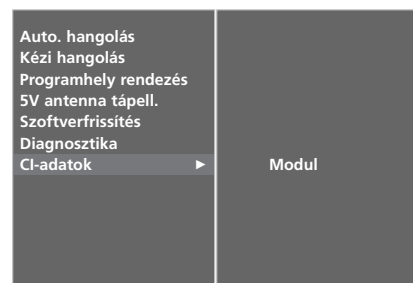 Auto. hangolás
Kézi hangolás
Programhely rendezés
5V antenna tápell.
Szoftverfrissítés
Diagnosztika
CI-adatok ► Modul